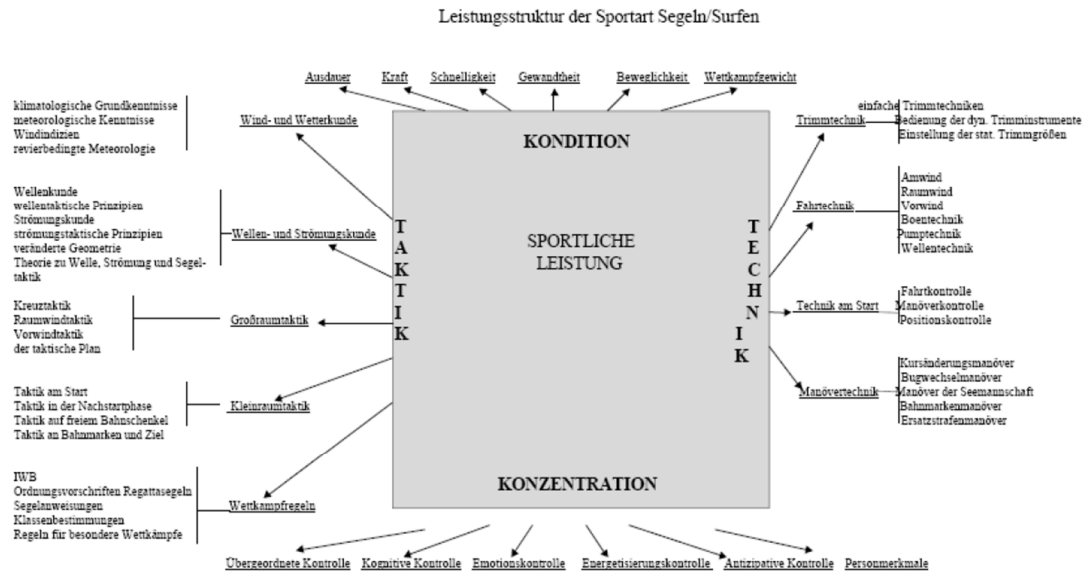 Leistungsstruktur der Sportart Segeln/Surfen
Ausdauer
Kraft
Schnelligkeit
Gewandtheit
Beweglichkeit
Wettkampfgewicht
KONDITION
SPORTLICHE
LEISTUNG
KONZENTRATION
TAKTIK
TECHNIK
klimatologische Grundkenntnisse
meteorologische Kenntnisse
Windindizien
revierbedingte Meteorologie
Wind- und Wetterkunde
Wellenkunde
wellentaktische Prinzipien
Strömungskunde
strömungstaktische Prinzipien
veränderte Geometrie
Theorie zu Welle, Strömung und Segel-
taktik
Wellen- und Strömungskunde
Kreuztaktik
Raumwindtaktik
Vorwindtaktik
der taktische Plan
Großraumtaktik
Taktik am Start
Taktik in der Nachstartphase
Taktik auf freiem Bahnschenkel
Taktik an Bahnmarken und Ziel
Kleinraumtaktik
IWB
Ordnungsvorschriften Regattasegeln
Segelanweisungen
Klassenbestimmungen
Regeln für besondere Wettkämpfe
Wettkampfregeln
Trimmtechnik
einfache Trimmtechniken
Bedienung der dyn. Trimminstrumente
Einstellung der stat. Trimmgrößen
Fahrtechnik
Amwind
Raumwind
Vorwind
Boentechnik
Pumptechnik
Wellentechnik
Technik am Start
Fahrtkontrolle
Manöverkontrolle
Positionskontrolle
Manövertechnik
Kursänderungsmanöver
Bugwechselmanöver
Manöver der Seemannschaft
Bahnmarkenmanöver
Ersatzstrafenmanöver
Übergeordnete Kontrolle
Kognitive Kontrolle
Emotionskontrolle
Energetisierungskontrolle
Antizipative Kontrolle
Personmerkmale